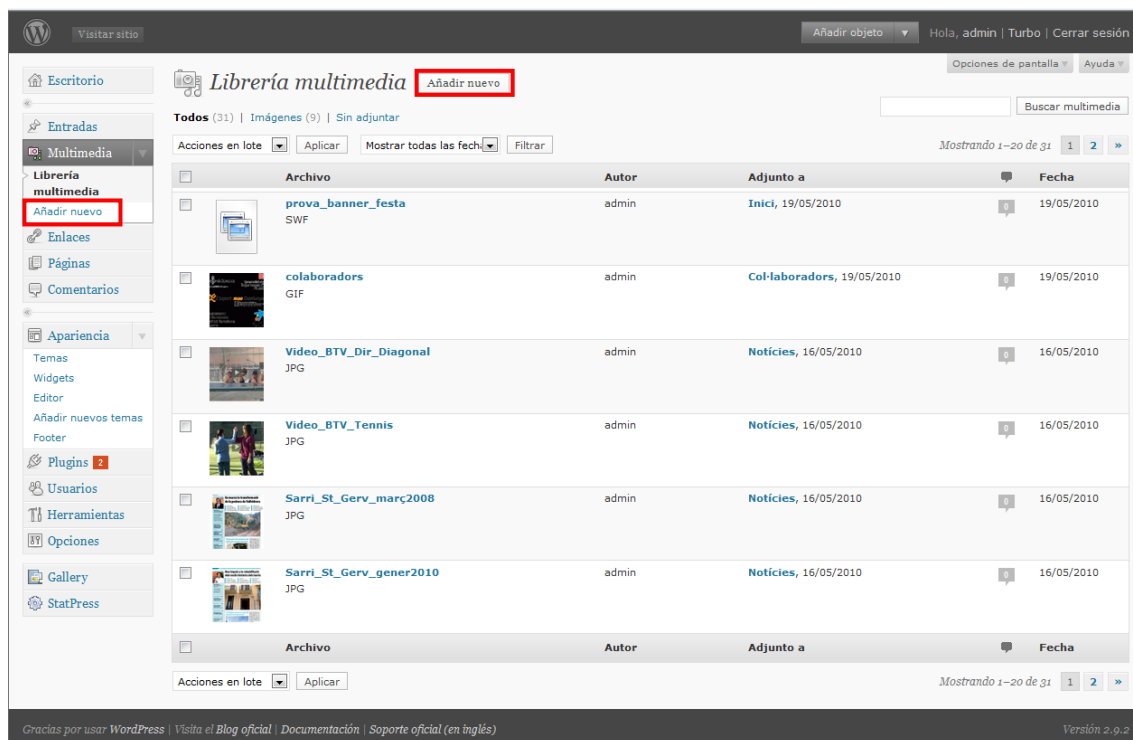 Visitar sitio
Añadir objeto
Hola, admin | Turbo | Cerrar sesión
Opciones de pantalla
Ayuda
Escritorio
Entradas
Multimedia
Librería multimedia
Añadir nuevo
Enlaces
Páginas
Comentarios
Apariencia
Temas
Widgets
Editor
Añadir nuevos temas
Footer
Plugins 2
Usuarios
Herramientas
Opciones
Gallery
StatPress
Librería multimedia Añadir nuevo
Buscar multimedia
Todos (31) | Imágenes (9) | Sin adjuntar
Acciones en lote Aplicar Mostrar todas las fech Filtrar Mostrando 1–20 de 31 1 2 »
Archivo Autor Adjunto a Fecha
prova_banner_festa admin Inici, 19/05/2010 0 19/05/2010
SWF
colaboradors admin Col·laboradors, 19/05/2010 0 19/05/2010
GIF
Video_BTV_Dir_Diagonal admin Notícies, 16/05/2010 0 16/05/2010
JPG
Video_BTV_Tennis admin Notícies, 16/05/2010 0 16/05/2010
JPG
Sarri_St_Gerv_març2008 admin Notícies, 16/05/2010 0 16/05/2010
JPG
Sarri_St_Gerv_gener2010 admin Notícies, 16/05/2010 0 16/05/2010
JPG
Archivo Autor Adjunto a Fecha
Acciones en lote Aplicar Mostrando 1–20 de 31 1 2 »
Gracias por usar WordPress | Visita el Blog oficial | Documentación | Soporte oficial (en inglés) Versión 2.9.2